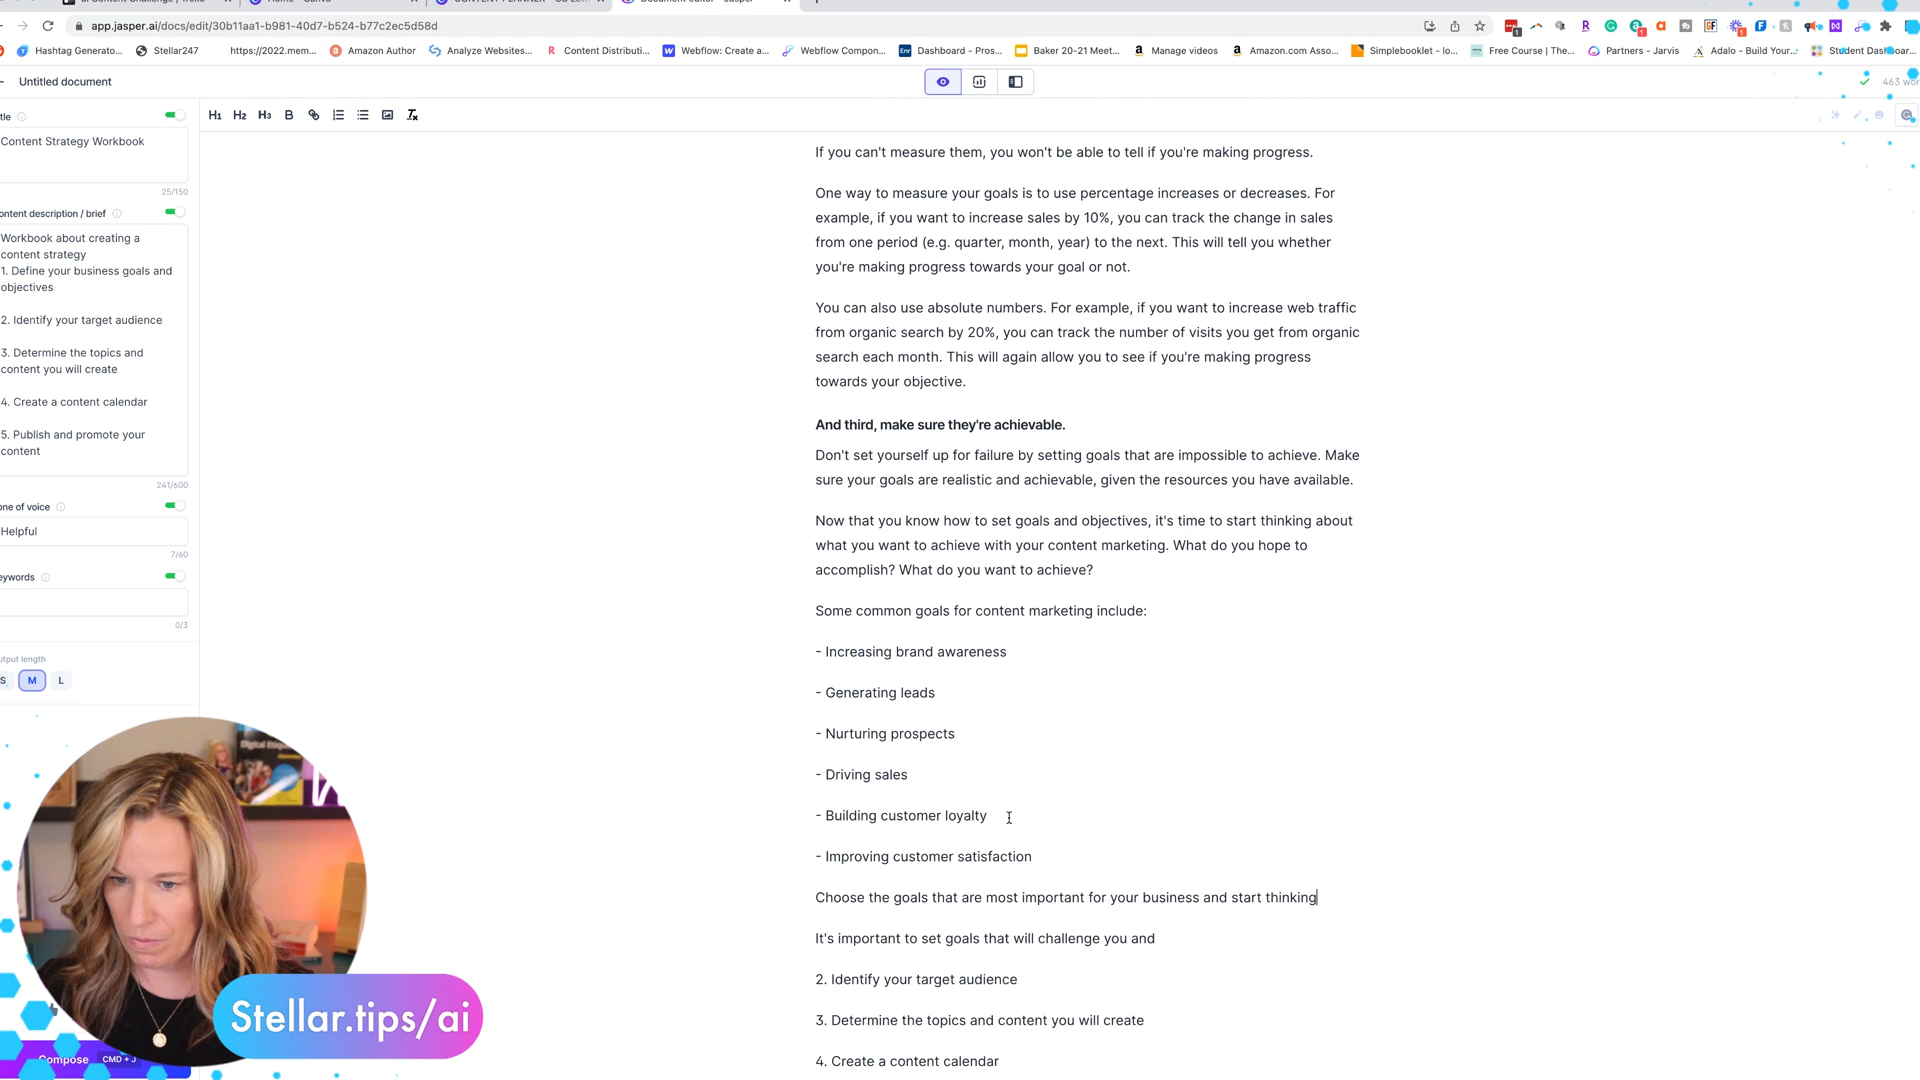 app.jasper.ai/docs/edit/30b11aa1-b981-40d7-b524-b77c2ec5d58d
Hashtag Generato... Stellar247 https://2022.mem... Amazon Author Analyze Websites... Content Distributi... Webflow: Create a... Webflow Compon... Dashboard - Pros... Baker 20-21 Meet... Manage videos Amazon.com Asso... Simplebooklet - lo... Free Course | The... Partners - Jarvis Adalo - Build Your... Student Dashboar...
Untitled document
463 wor
H1 H2 H3 B
tle
Content Strategy Workbook
25/150
ontent description / brief
Workbook about creating a
content strategy
1. Define your business goals and
objectives
2. Identify your target audience
3. Determine the topics and
content you will create
4. Create a content calendar
5. Publish and promote your
content
241/600
one of voice
Helpful
7/60
eywords
0/3
utput length
S M L
Compose CMD + J
If you can't measure them, you won't be able to tell if you're making progress.
One way to measure your goals is to use percentage increases or decreases. For
example, if you want to increase sales by 10%, you can track the change in sales
from one period (e.g. quarter, month, year) to the next. This will tell you whether
you're making progress towards your goal or not.
You can also use absolute numbers. For example, if you want to increase web traffic
from organic search by 20%, you can track the number of visits you get from organic
search each month. This will again allow you to see if you're making progress
towards your objective.
And third, make sure they're achievable.
Don't set yourself up for failure by setting goals that are impossible to achieve. Make
sure your goals are realistic and achievable, given the resources you have available.
Now that you know how to set goals and objectives, it's time to start thinking about
what you want to achieve with your content marketing. What do you hope to
accomplish? What do you want to achieve?
Some common goals for content marketing include:
- Increasing brand awareness
- Generating leads
- Nurturing prospects
- Driving sales
- Building customer loyalty
- Improving customer satisfaction
Choose the goals that are most important for your business and start thinking
It's important to set goals that will challenge you and
2. Identify your target audience
3. Determine the topics and content you will create
4. Create a content calendar
Stellar.tips/ai